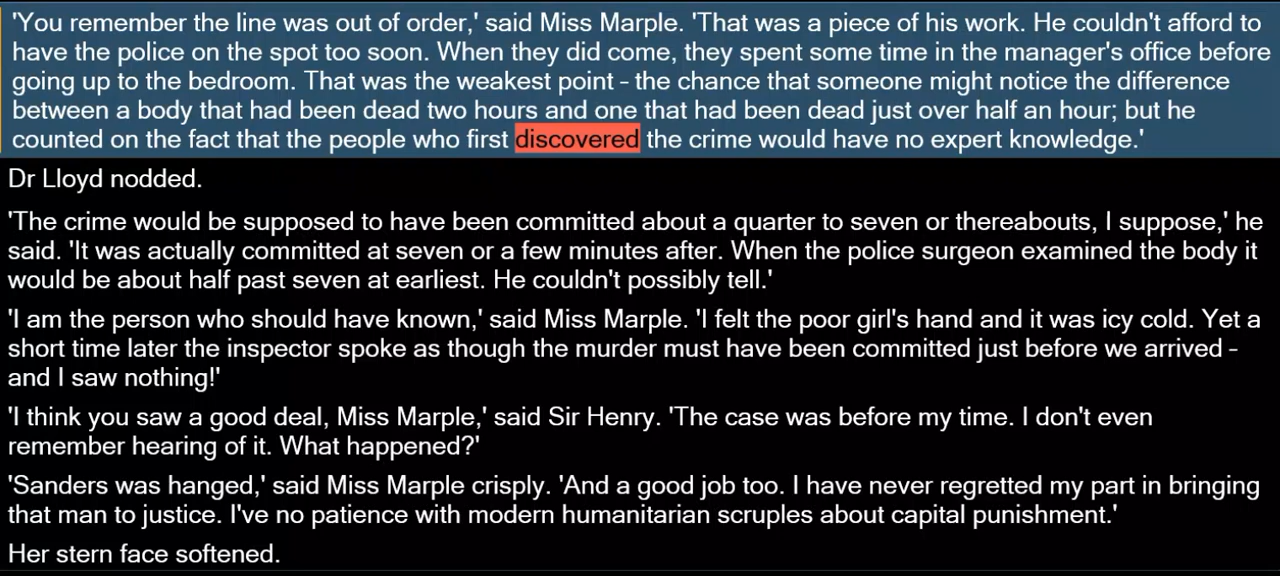 'You remember the line was out of order,' said Miss Marple. 'That was a piece of his work. He couldn't afford to
have the police on the spot too soon. When they did come, they spent some time in the manager's office before
going up to the bedroom. That was the weakest point – the chance that someone might notice the difference
between a body that had been dead two hours and one that had been dead just over half an hour; but he
counted on the fact that the people who first discovered the crime would have no expert knowledge.'
Dr Lloyd nodded.
'The crime would be supposed to have been committed about a quarter to seven or thereabouts, I suppose,' he
said. 'It was actually committed at seven or a few minutes after. When the police surgeon examined the body it
would be about half past seven at earliest. He couldn't possibly tell.'
'I am the person who should have known,' said Miss Marple. 'I felt the poor girl's hand and it was icy cold. Yet a
short time later the inspector spoke as though the murder must have been committed just before we arrived –
and I saw nothing!'
'I think you saw a good deal, Miss Marple,' said Sir Henry. 'The case was before my time. I don't even
remember hearing of it. What happened?'
'Sanders was hanged,' said Miss Marple crisply. 'And a good job too. I have never regretted my part in bringing
that man to justice. I've no patience with modern humanitarian scruples about capital punishment.'
Her stern face softened.